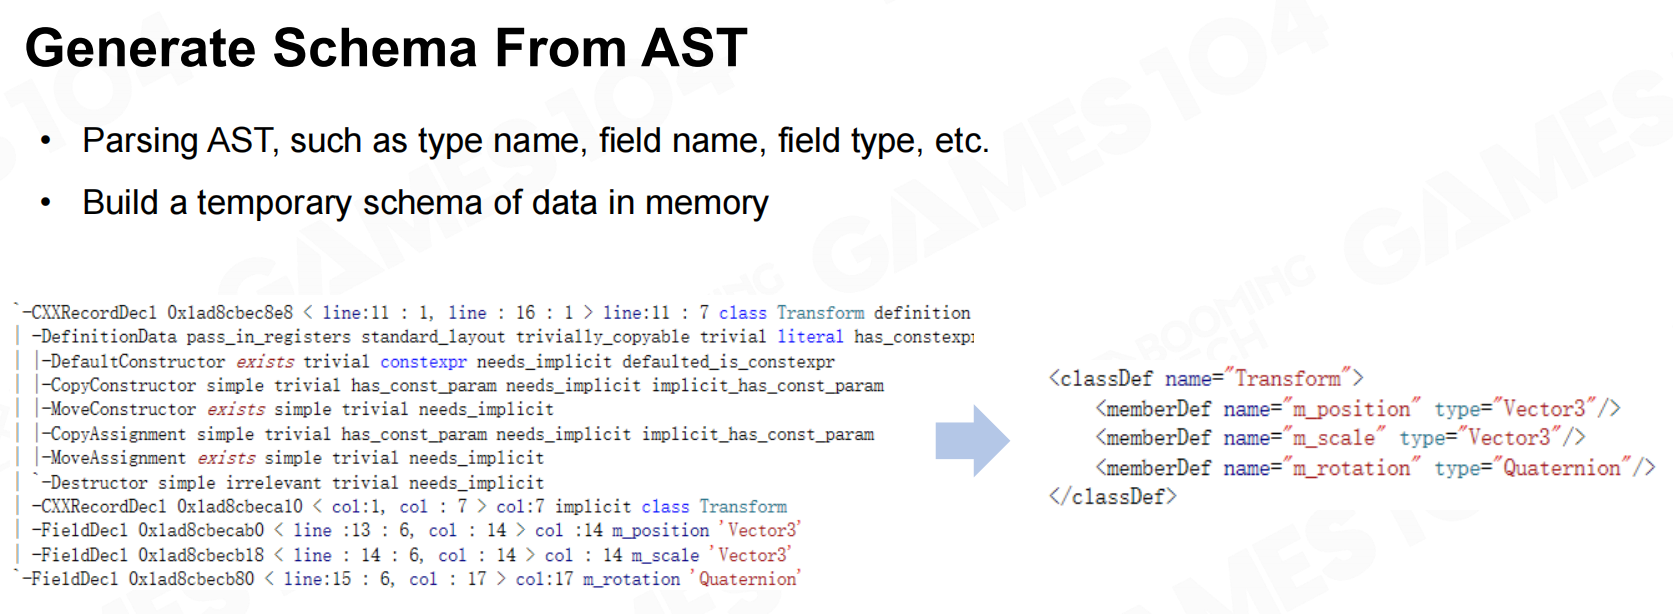 Generate Schema From AST
• Parsing AST, such as type name, field name, field type, etc.
• Build a temporary schema of data in memory
`-CXXRecordDecl 0x1ad8cbec8e8 < line:11 : 1, line : 16 : 1 > line:11 : 7 class Transform definition
| -DefinitionData pass_in_registers standard_layout trivially_copyable trivial literal has_constexpr
| |-DefaultConstructor exists trivial constexpr needs_implicit defaulted_is_constexpr
| |-CopyConstructor simple trivial has_const_param needs_implicit implicit_has_const_param
| |-MoveConstructor exists simple trivial needs_implicit
| |-CopyAssignment simple trivial has_const_param needs_implicit implicit_has_const_param
| |-MoveAssignment exists simple trivial needs_implicit
| `-Destructor simple irrelevant trivial needs_implicit
| -CXXRecordDecl 0x1ad8cbeca10 < col:1, col : 7 > col:7 implicit class Transform
| -FieldDecl 0x1ad8cbecab0 < line :13 : 6, col : 14 > col :14 m_position 'Vector3'
| -FieldDecl 0x1ad8cbecb18 < line : 14 : 6, col : 14 > col : 14 m_scale 'Vector3'
`-FieldDecl 0x1ad8cbecb80 < line:15 : 6, col : 17 > col:17 m_rotation 'Quaternion'
<classDef name="Transform">
<memberDef name="m_position" type="Vector3"/>
<memberDef name="m_scale" type="Vector3"/>
<memberDef name="m_rotation" type="Quaternion"/>
</classDef>
GAMES104
BOOMING TECH